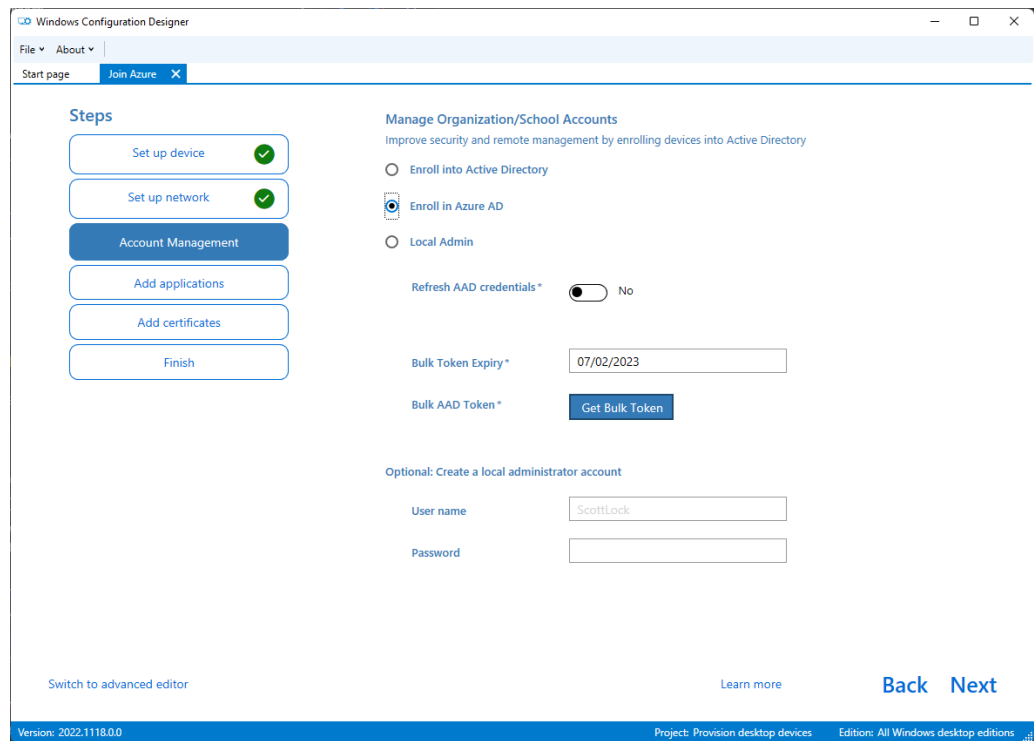 Windows Configuration Designer
File About
Start page Join Azure
Steps
Set up device
Set up network
Account Management
Add applications
Add certificates
Finish
Manage Organization/School Accounts
Improve security and remote management by enrolling devices into Active Directory
Enroll into Active Directory
Enroll in Azure AD
Local Admin
Refresh AAD credentials* No
Bulk Token Expiry* 07/02/2023
Bulk AAD Token* Get Bulk Token
Optional: Create a local administrator account
User name ScottLock
Password
Switch to advanced editor Learn more Back Next
Version: 2022.1118.0.0 Project: Provision desktop devices Edition: All Windows desktop editions